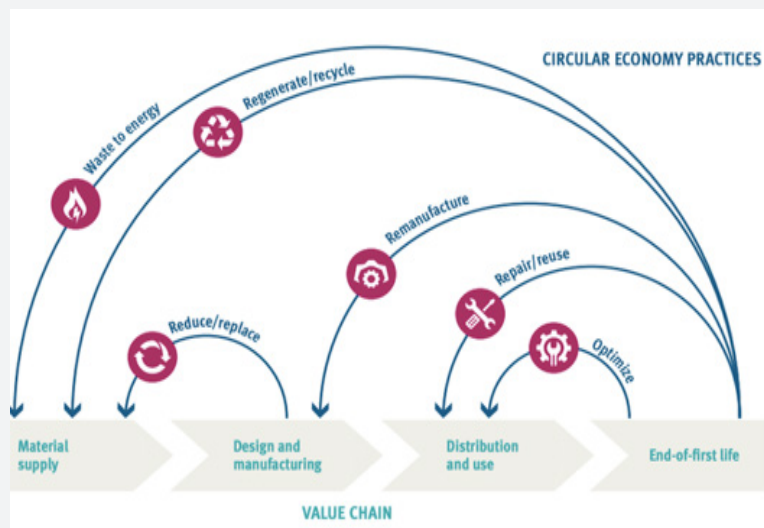 CIRCULAR ECONOMY PRACTICES
Waste to energy
Regenerate/recycle
Remanufacture
Repair/reuse
Reduce/replace
Optimize
Material
supply
Design and
manufacturing
Distribution
and use
End-of-first life
VALUE CHAIN